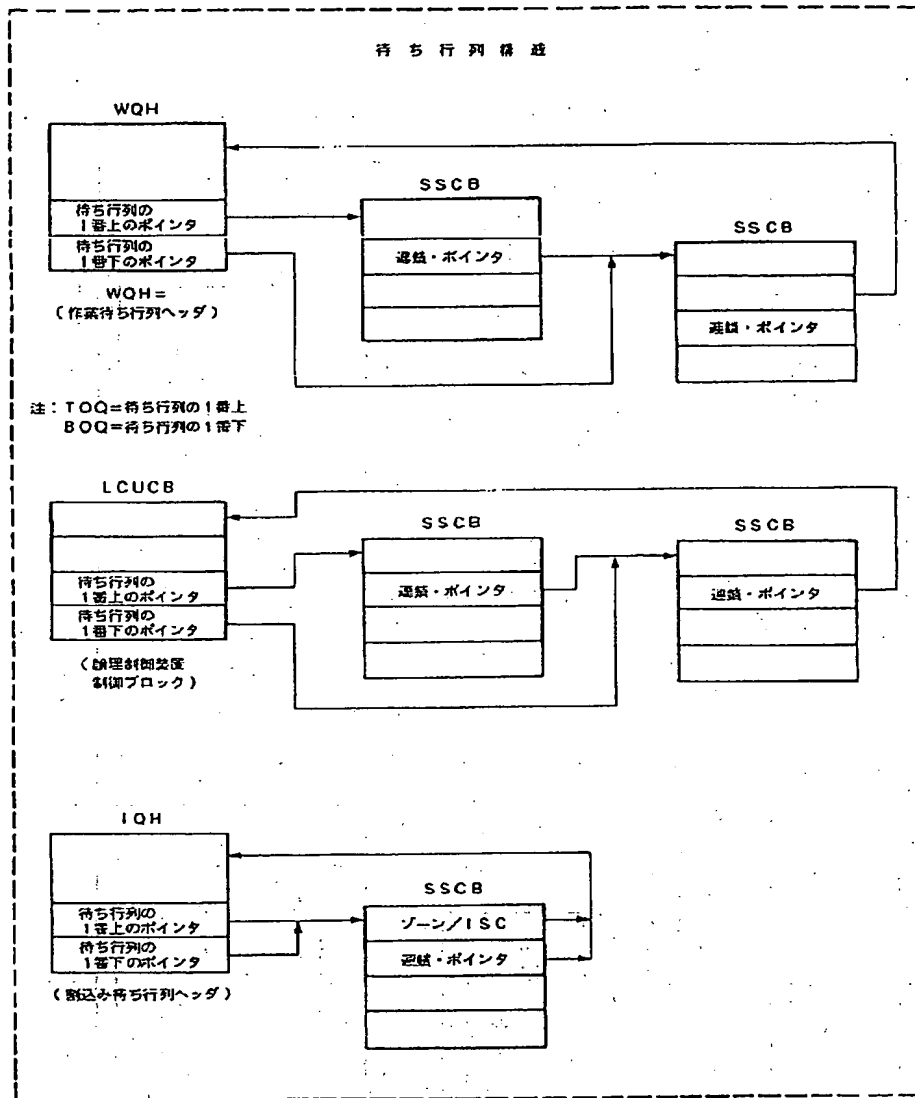 待ち行列構造
WQH
待ち行列の
1番上のポインタ
待ち行列の
1番下のポインタ
WQH=
(作業待ち行列ヘッダ)
SSCB
連鎖・ポインタ
SSCB
連鎖・ポインタ
注:TOQ=待ち行列の1番上
BOQ=待ち行列の1番下
LCUCB
待ち行列の
1番上のポインタ
待ち行列の
1番下のポインタ
(論理制御装置
制御ブロック)
SSCB
連鎖・ポインタ
SSCB
連鎖・ポインタ
IQH
待ち行列の
1番上のポインタ
待ち行列の
1番下のポインタ
(割込み待ち行列ヘッダ)
SSCB
ゾーン/ISC
連鎖・ポインタ